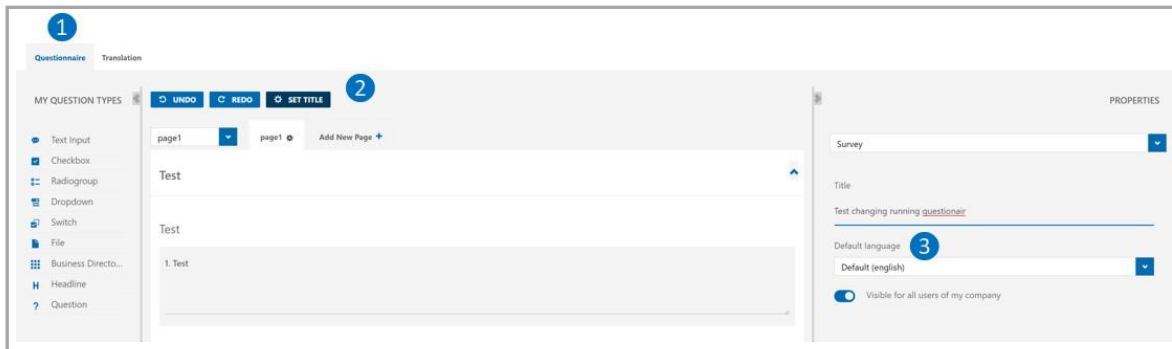 1
Questionnaire Translation
2
MY QUESTION TYPES
UNDO REDO SET TITLE
PROPERTIES
Text Input
Checkbox
Radiogroup
Dropdown
Switch
File
Business Directo...
Headline
Question
page1 page1 Add New Page +
Test
Test
1. Test
Survey
Title
Test changing running questionair
Default language 3
Default (english)
Visible for all users of my company